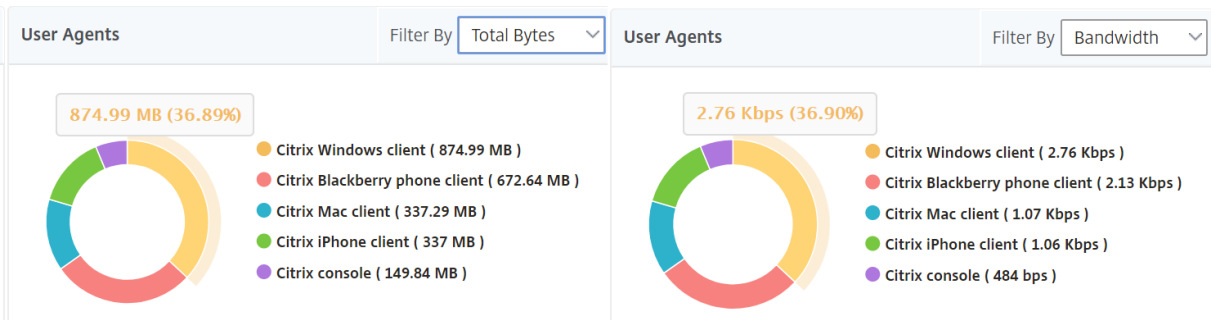 User Agents
Filter By Total Bytes
874.99 MB (36.89%)
Citrix Windows client ( 874.99 MB )
Citrix Blackberry phone client ( 672.64 MB )
Citrix Mac client ( 337.29 MB )
Citrix iPhone client ( 337 MB )
Citrix console ( 149.84 MB )
User Agents
Filter By Bandwidth
2.76 Kbps (36.90%)
Citrix Windows client ( 2.76 Kbps )
Citrix Blackberry phone client ( 2.13 Kbps )
Citrix Mac client ( 1.07 Kbps )
Citrix iPhone client ( 1.06 Kbps )
Citrix console ( 484 bps )